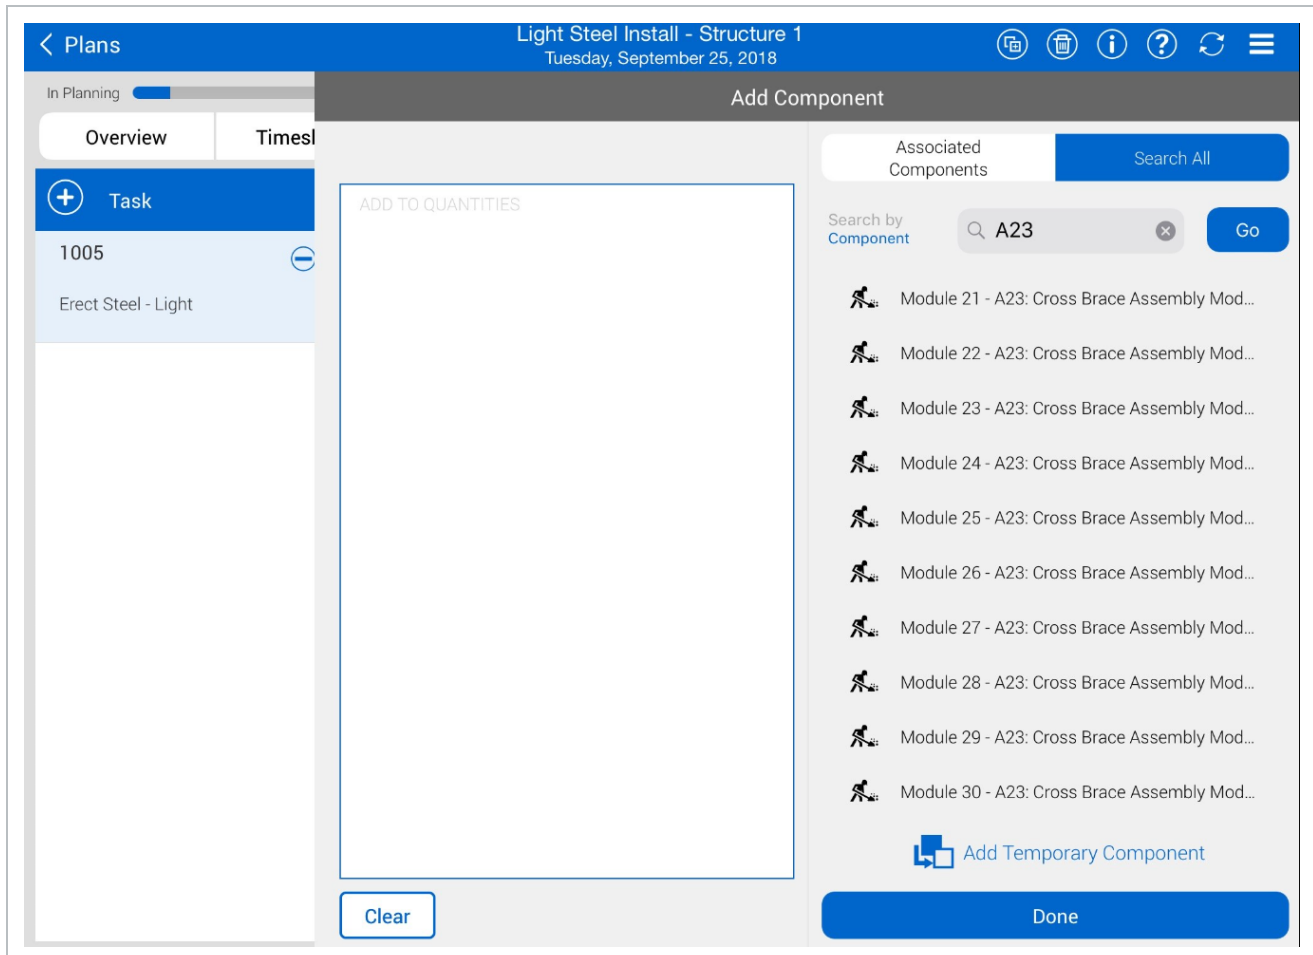 Plans
Light Steel Install - Structure 1
Tuesday, September 25, 2018
In Planning
Add Component
Overview
Timesl
Associated
Components
Search All
Task
ADD TO QUANTITIES
Search by
Component
A23
Go
1005
Erect Steel - Light
Module 21 - A23: Cross Brace Assembly Mod...
Module 22 - A23: Cross Brace Assembly Mod...
Module 23 - A23: Cross Brace Assembly Mod...
Module 24 - A23: Cross Brace Assembly Mod...
Module 25 - A23: Cross Brace Assembly Mod...
Module 26 - A23: Cross Brace Assembly Mod...
Module 27 - A23: Cross Brace Assembly Mod...
Module 28 - A23: Cross Brace Assembly Mod...
Module 29 - A23: Cross Brace Assembly Mod...
Module 30 - A23: Cross Brace Assembly Mod...
Add Temporary Component
Clear
Done